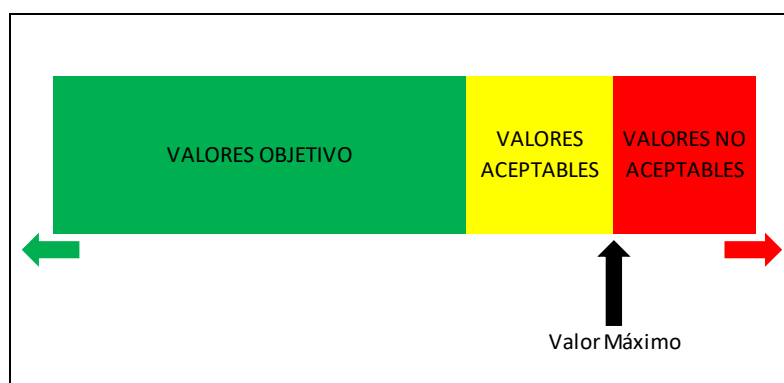 VALORES OBJETIVO
VALORES
ACEPTABLES
VALORES NO
ACEPTABLES
Valor Máximo